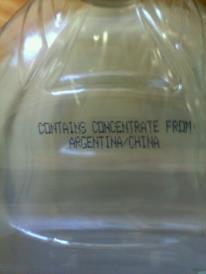 CONTAINS CONCENTRATE FROM
ARGENTINA/CHINA